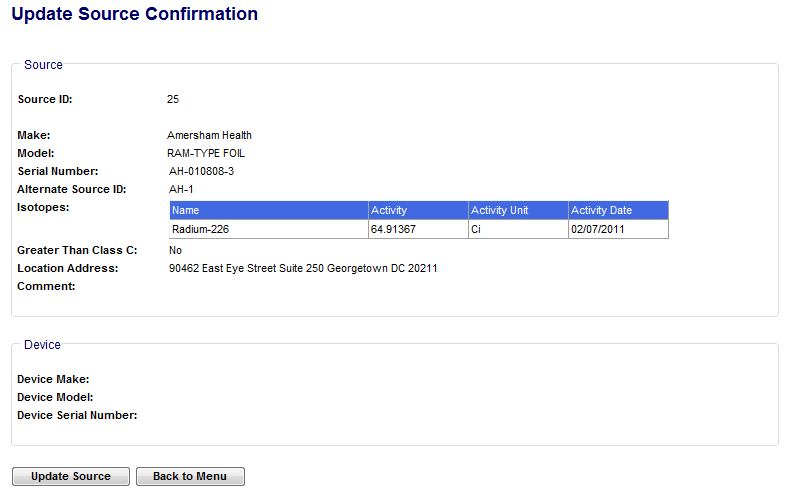 Update Source Confirmation
Source
Source ID: 25
Make: Amersham Health
Model: RAM-TYPE FOIL
Serial Number: AH-010808-3
Alternate Source ID: AH-1
Isotopes:
Name Activity Activity Unit Activity Date
Radium-226 64.91367 Ci 02/07/2011
Greater Than Class C: No
Location Address: 90462 East Eye Street Suite 250 Georgetown DC 20211
Comment:
Device
Device Make:
Device Model:
Device Serial Number:
Update Source Back to Menu